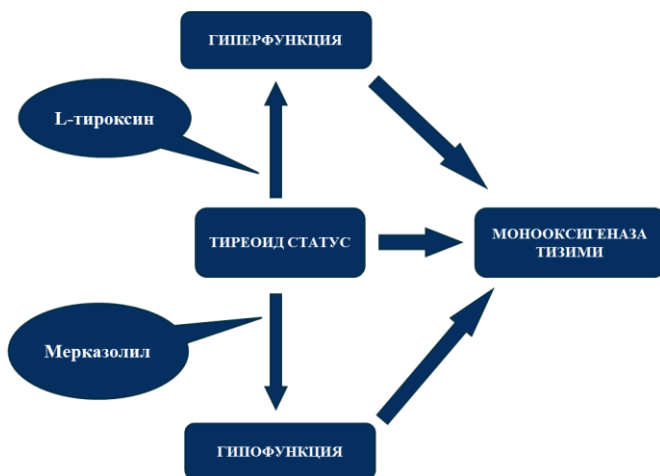 ГИПЕРФУНКЦИЯ
L-тироксин
ТИРЕОИД СТАТУС
МОНООКСИГЕНАЗА
ТИЗИМИ
Мерказолил
ГИПОФУНКЦИЯ